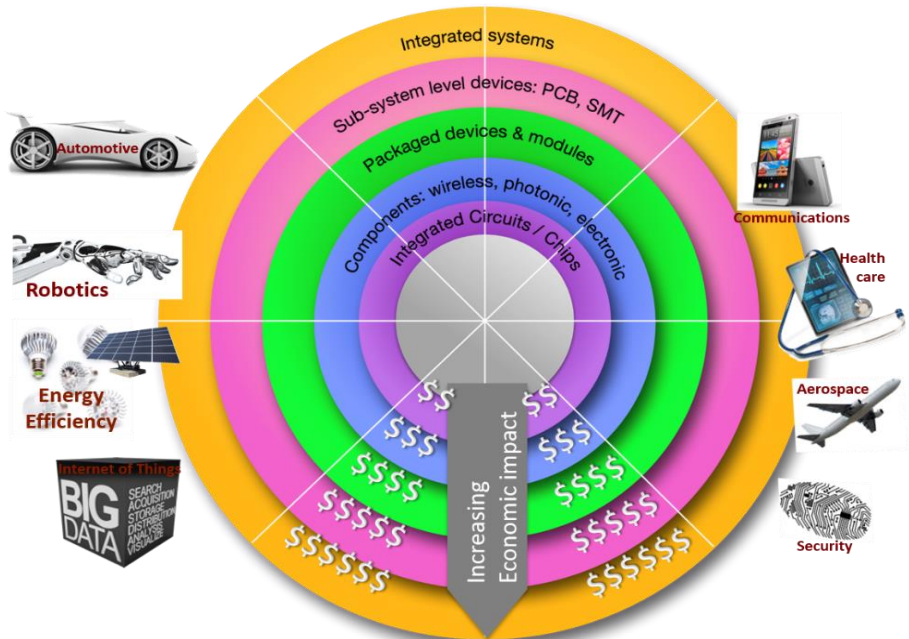 Integrated systems
Sub-system level devices: PCB, SMT
Packaged devices & modules
Components: wireless, photonic, electronic
Integrated Circuits / Chips
Automotive
Robotics
Energy
Efficiency
Internet of Things
BIG
DATA
SEARCH
ACQUISITION
STORAGE
DISTRIBUTION
ANALYSIS
VISUALIZE
Communications
Health
care
Aerospace
Security
$$
$$
$$$
$$$
$$$$
$$$$
$$$$$
$$$$$
$$$$$$
$$$$$$
Increasing
Economic impact